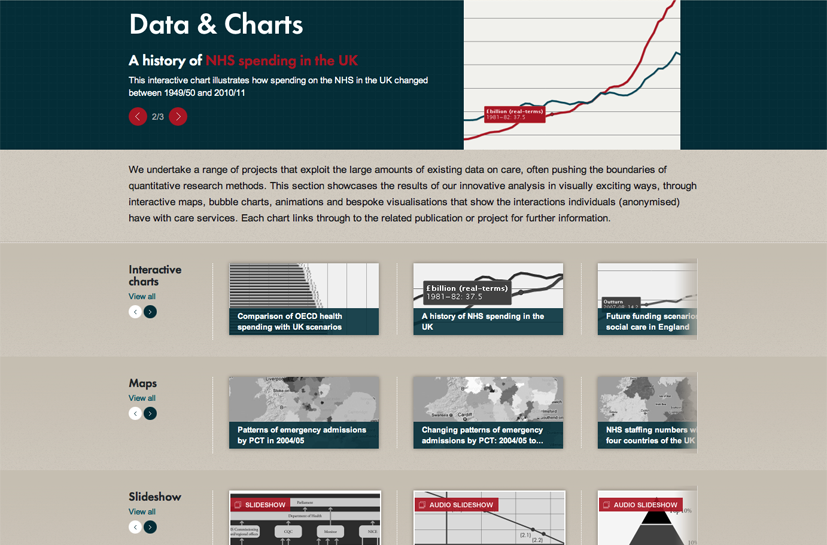 Data & Charts
A history of NHS spending in the UK
This interactive chart illustrates how spending on the NHS in the UK changed
between 1949/50 and 2010/11
2/3
£billion (real-terms)
1981-82: 37.5
We undertake a range of projects that exploit the large amounts of existing data on care, often pushing the boundaries of
quantitative research methods. This section showcases the results of our innovative analysis in visually exciting ways, through
interactive maps, bubble charts, animations and bespoke visualisations that show the interactions individuals (anonymised)
have with care services. Each chart links through to the related publication or project for further information.
Interactive
charts
View all
Comparison of OECD health
spending with UK scenarios
£billion (real-terms)
1981-82: 37.5
A history of NHS spending in the
UK
Outturn
Future funding scenario
social care in England
Maps
View all
Patterns of emergency admissions
by PCT in 2004/05
Swansea
Cardiff
Changing patterns of emergency
admissions by PCT: 2004/05 to...
NHS staffing numbers w
four countries of the UK
Slideshow
View all
SLIDESHOW
Parliament
Department of Health
CQC
Monitor
NICE
AUDIO SLIDESHOW
(2.1)
(2.2)
AUDIO SLIDESHOW